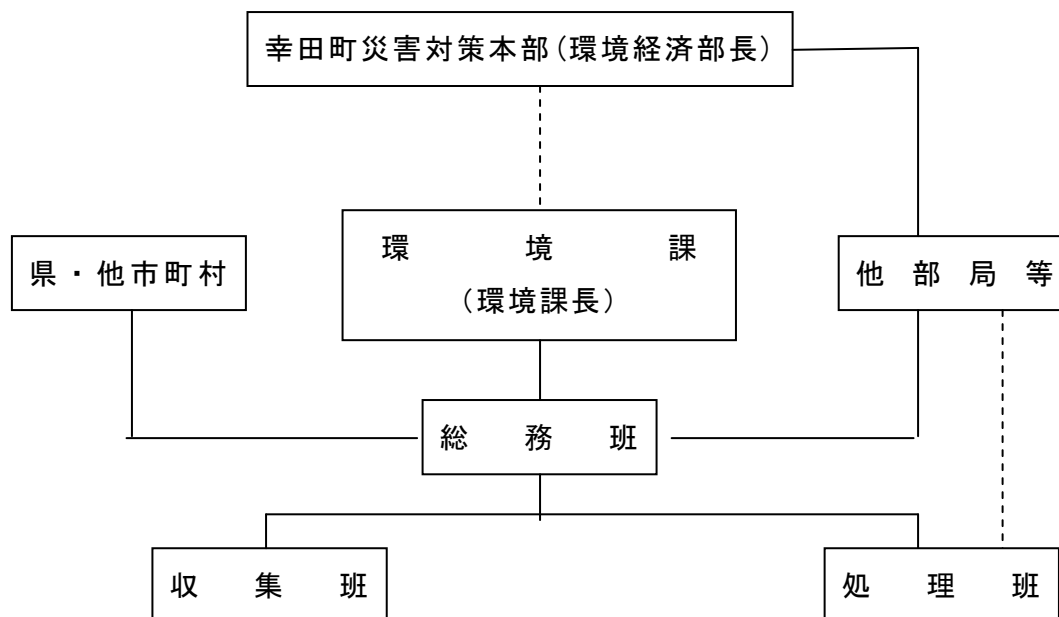 幸田町災害対策本部(環境経済部長)
環境課
(環境課長)
県・他市町村
他部局等
総務班
収集班
処理班